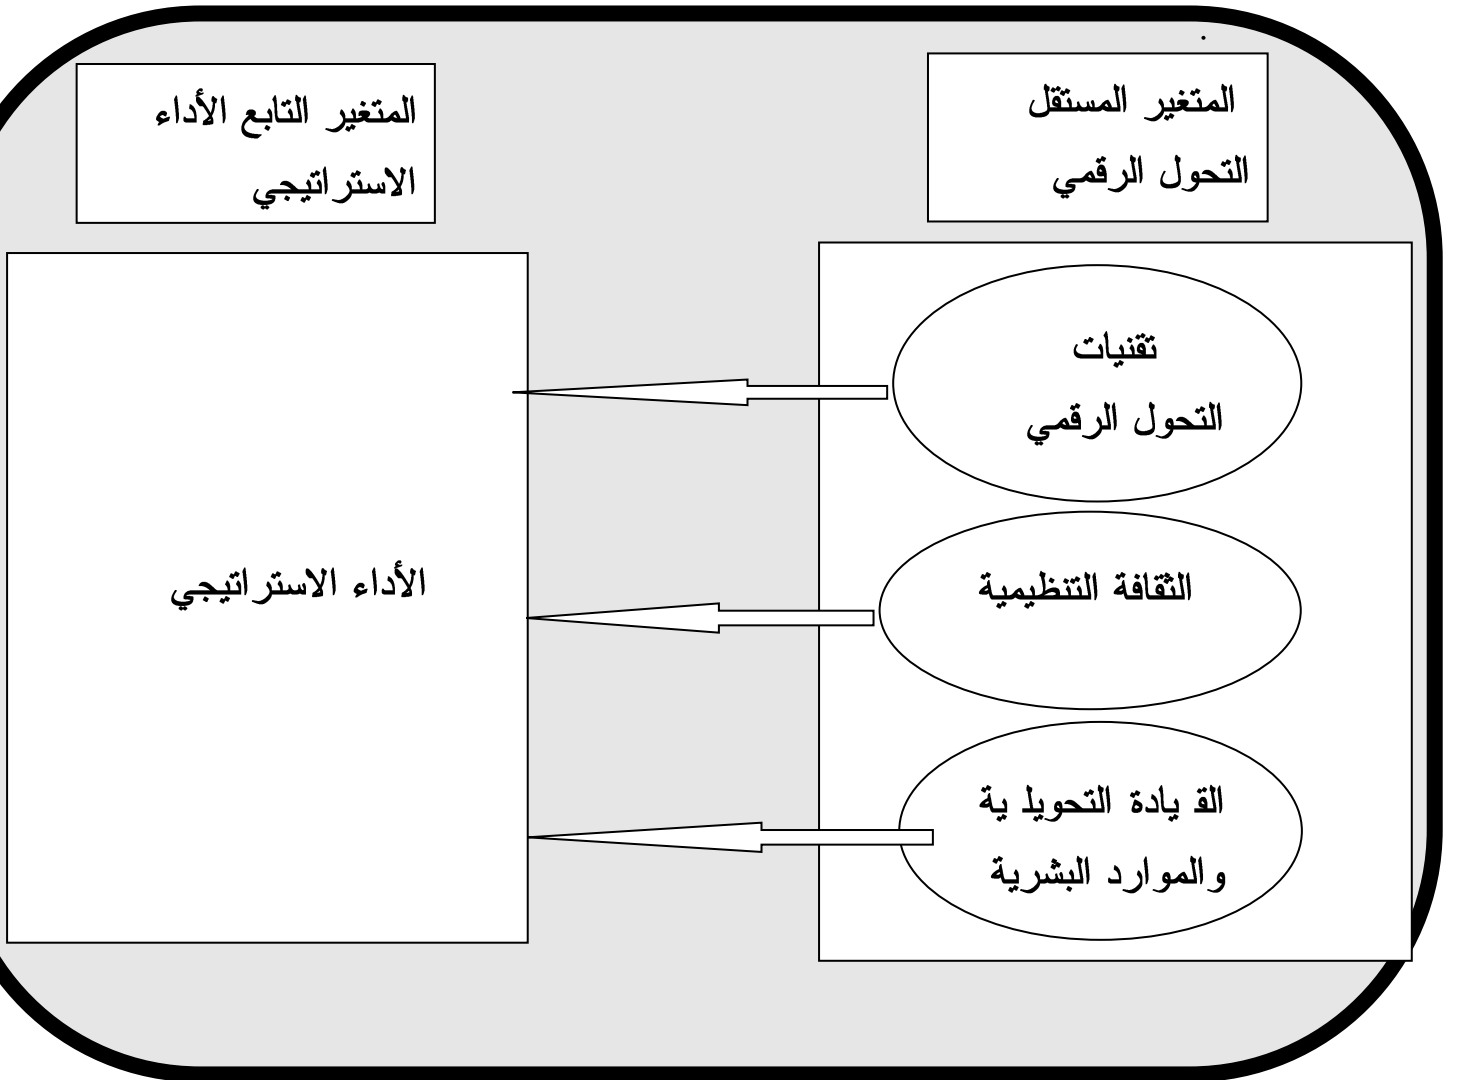 المتغير المستقل
التحول الرقمي
المتغير التابع الأداء
الاستراتيجي
تقنيات
التحول الرقمي
الثقافة التنظيمية
القيادة التحويلية
والموارد البشرية
الأداء الاستراتيجي